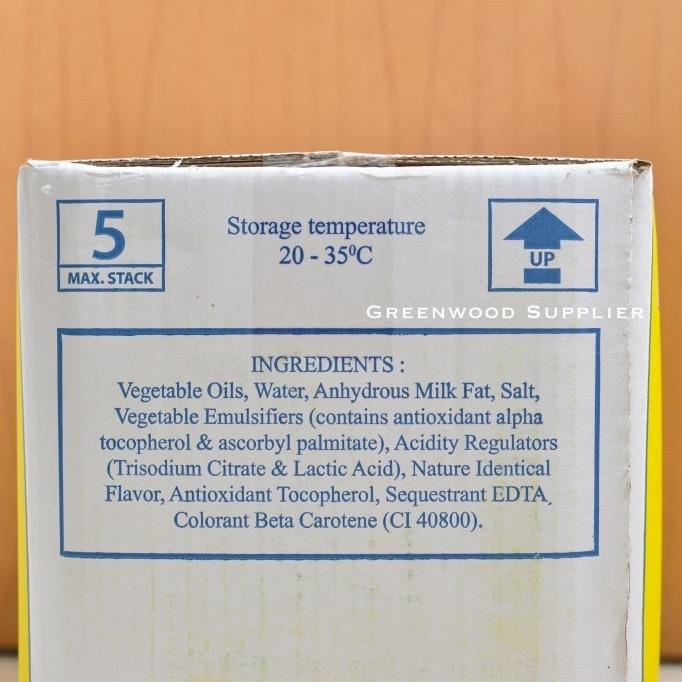 5
MAX. STACK
Storage temperature
20 - 35⁰C
UP
GREENWOOD SUPPLIER
INGREDIENTS :
Vegetable Oils, Water, Anhydrous Milk Fat, Salt,
Vegetable Emulsifiers (contains antioxidant alpha
tocopherol & ascorbyl palmitate), Acidity Regulators
(Trisodium Citrate & Lactic Acid), Nature Identical
Flavor, Antioxidant Tocopherol, Sequestrant EDTA,
Colorant Beta Carotene (CI 40800).